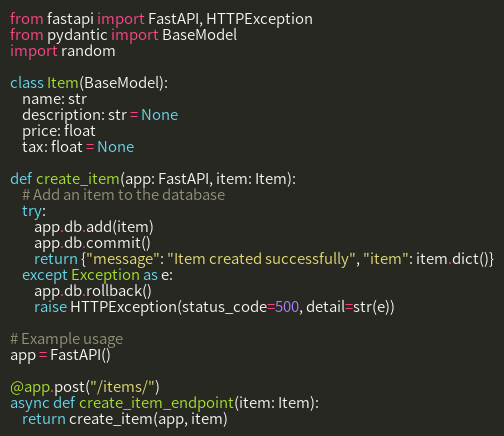 from fastapi import FastAPI, HTTPException
from pydantic import BaseModel
import random

class Item(BaseModel):
    name: str
    description: str = None
    price: float
    tax: float = None

def create_item(app: FastAPI, item: Item):
    # Add an item to the database
    try:
        app.db.add(item)
        app.db.commit()
        return {"message": "Item created successfully", "item": item.dict()}
    except Exception as e:
        app.db.rollback()
        raise HTTPException(status_code=500, detail=str(e))

# Example usage
app = FastAPI()

@app.post("/items/")
async def create_item_endpoint(item: Item):
    return create_item(app, item)